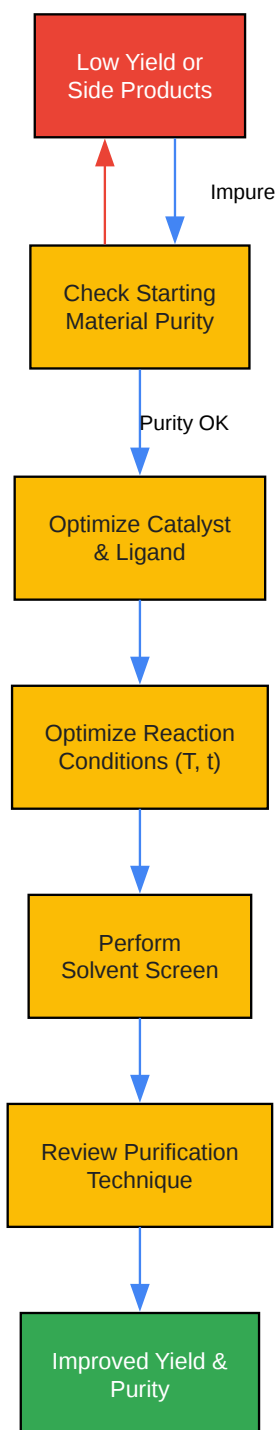 Low Yield or
Side Products
Impure
Check Starting
Material Purity
Purity OK
Optimize Catalyst
& Ligand
Optimize Reaction
Conditions (T, t)
Perform
Solvent Screen
Review Purification
Technique
Improved Yield &
Purity